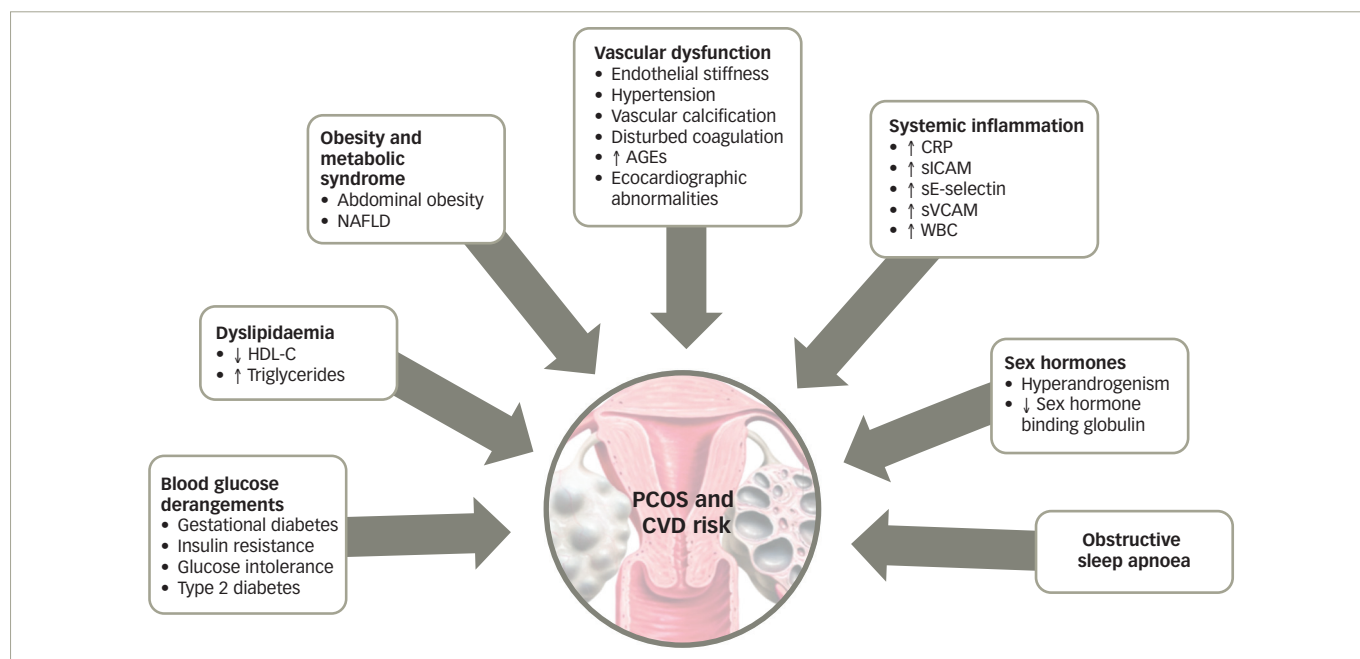 Vascular dysfunction
• Endothelial stiffness
• Hypertension
• Vascular calcification
• Disturbed coagulation
• ↑ AGEs
• Ecocardiographic
abnormalities
Obesity and
metabolic
syndrome
• Abdominal obesity
• NAFLD
Systemic inflammation
• ↑ CRP
• ↑ sICAM
• ↑ sE-selectin
• ↑ sVCAM
• ↑ WBC
Dyslipidaemia
• ↓ HDL-C
• ↑ Triglycerides
Sex hormones
• Hyperandrogenism
• ↓ Sex hormone
binding globulin
Blood glucose
derangements
• Gestational diabetes
• Insulin resistance
• Glucose intolerance
• Type 2 diabetes
PCOS and
CVD risk
Obstructive
sleep apnoea